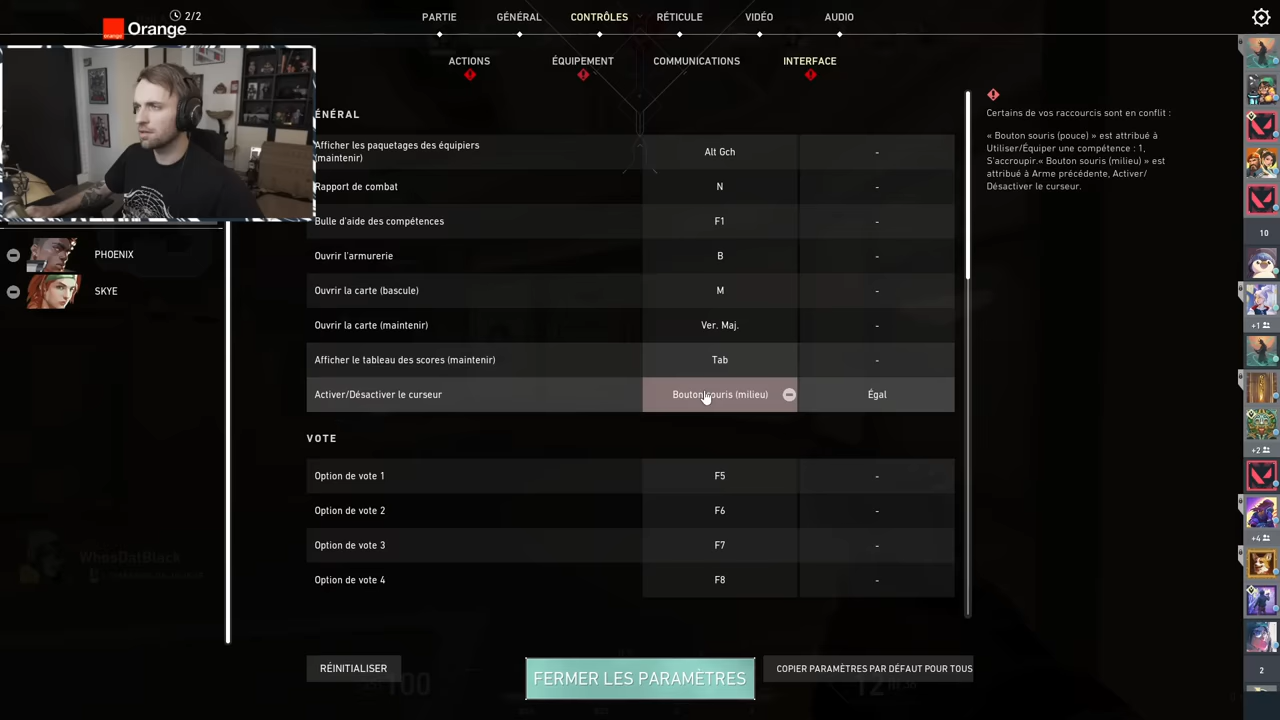 2/2
Orange
PARTIE
GÉNÉRAL
CONTRÔLES
RÉTICULE
VIDÉO
AUDIO
ACTIONS
ÉQUIPEMENT
COMMUNICATIONS
INTERFACE
ÉNÉRAL
Afficher les paquetages des équipiers
(maintenir)
Alt Gch
-
Rapport de combat
N
-
Bulle d'aide des compétences
F1
-
Ouvrir l'armurerie
B
-
Ouvrir la carte (bascule)
M
-
Ouvrir la carte (maintenir)
Ver. Maj.
-
Afficher le tableau des scores (maintenir)
Tab
-
Activer/Désactiver le curseur
Bouton souris (milieu)
Égal
VOTE
Option de vote 1
F5
-
Option de vote 2
F6
-
Option de vote 3
F7
-
Option de vote 4
F8
-
RÉINITIALISER
FERMER LES PARAMÈTRES
COPIER PARAMÈTRES PAR DÉFAUT POUR TOUS
Certains de vos raccourcis sont en conflit :
« Bouton souris (pouce) » est attribué à
Utiliser/Équiper une compétence : 1,
S'accroupir.« Bouton souris (milieu) » est
attribué à Arme précédente, Activer/
Désactiver le curseur.
PHOENIX
SKYE
WhosDatBlack
100
12
10
+1
+2
+4
2